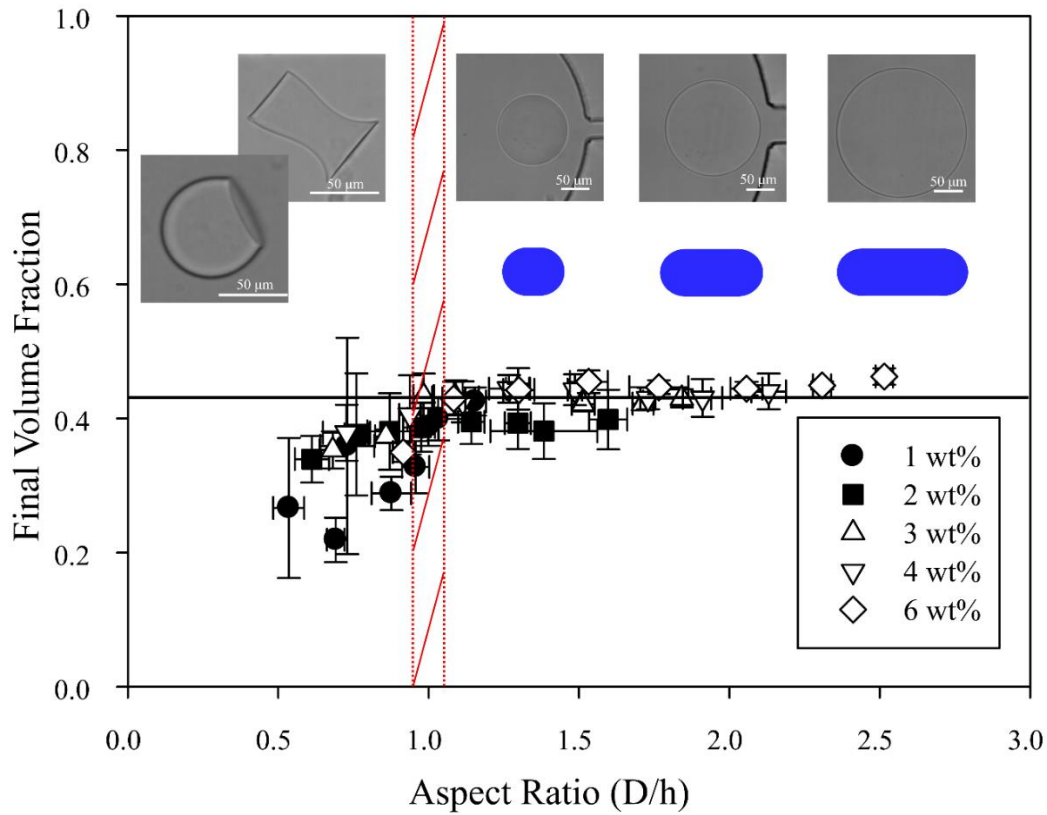 1.0
0.8
0.6
0.4
0.2
0.0
Final Volume Fraction
50 μm
50 μm
50 μm
50 μm
50 μm
1 wt%
2 wt%
3 wt%
4 wt%
6 wt%
0.0 0.5 1.0 1.5 2.0 2.5 3.0
Aspect Ratio (D/h)